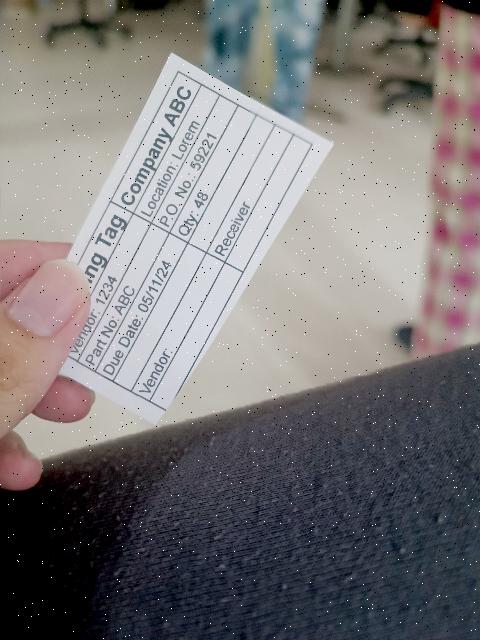 ng Tag Company ABC
Vendor: 1234 Location: Lorem
Part No: ABC P.O. No.: 59221
Due Date: 05/11/24 Qty: 48
Vendor: Receiver